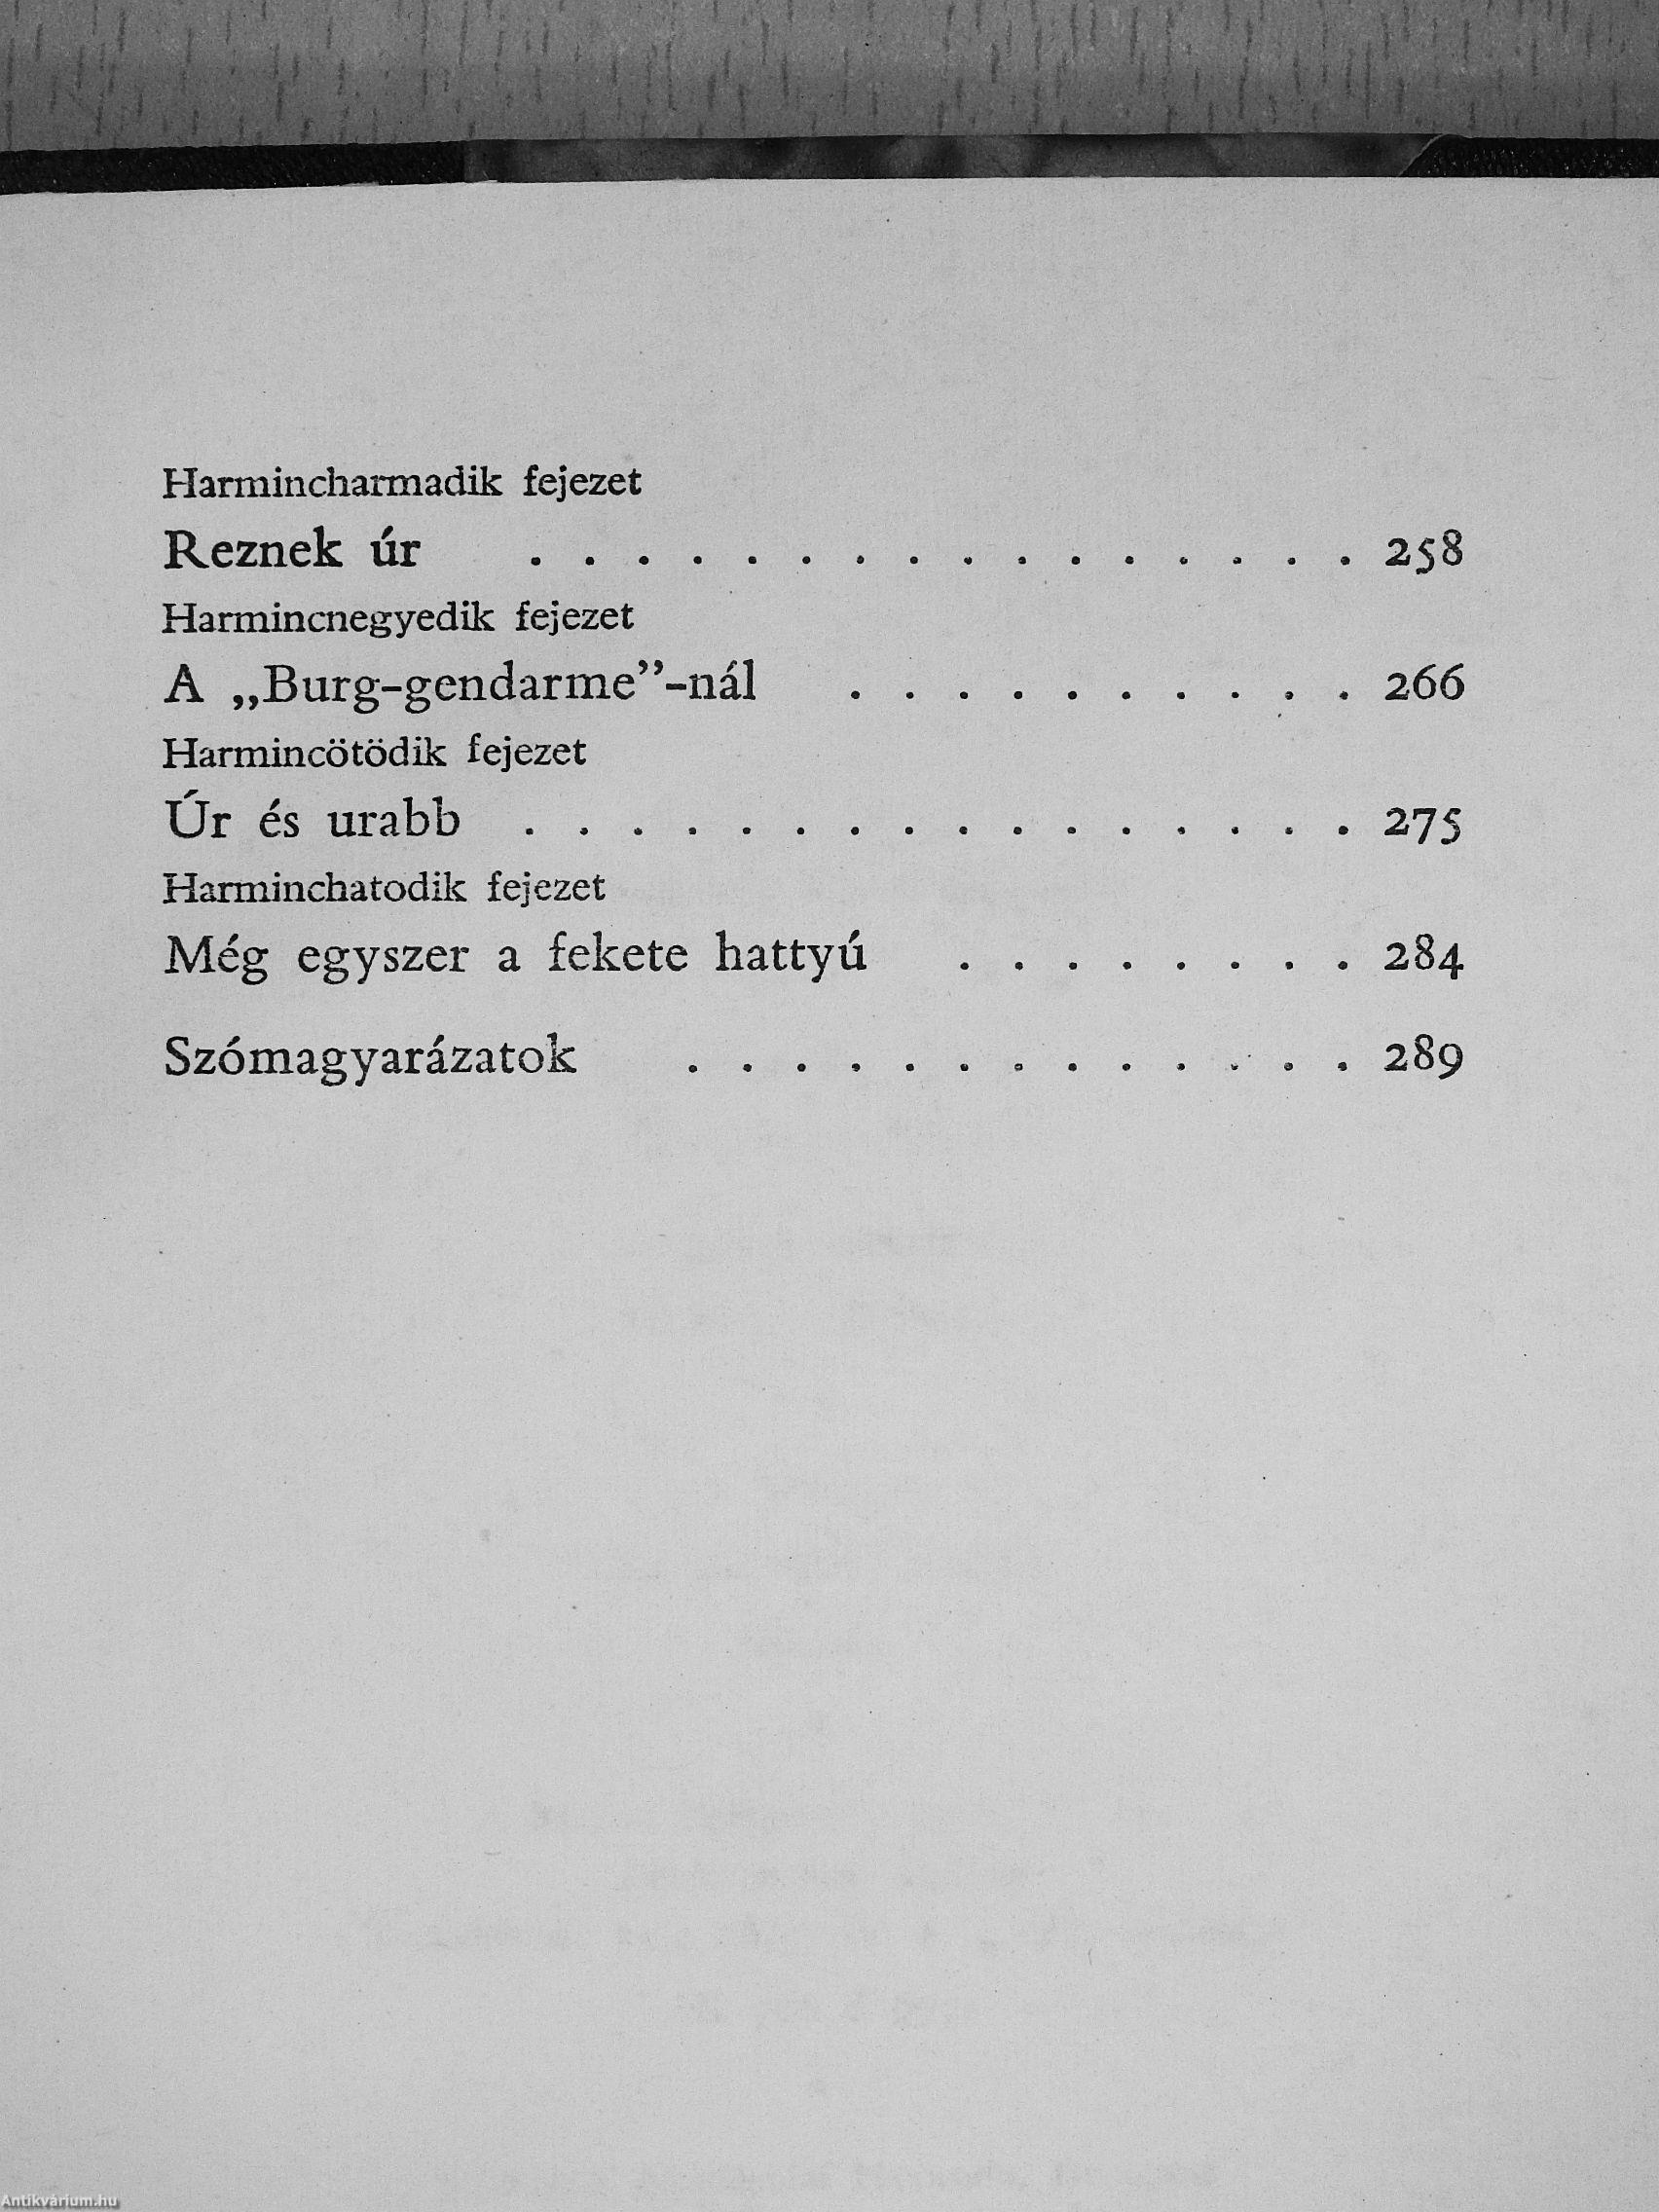 Harmincharmadik fejezet
Reznek úr . . . . . . . . . . . . . . . . 258
Harmincnegyedik fejezet
A „Burg-gendarme”-nál . . . . . . . . . . 266
Harmincötödik fejezet
Úr és urabb . . . . . . . . . . . . . . . . 275
Harminchatodik fejezet
Még egyszer a fekete hattyú . . . . . . . . 284
Szómagyarázatok . . . . . . . . . . . . . 289
Antikvárium.hu